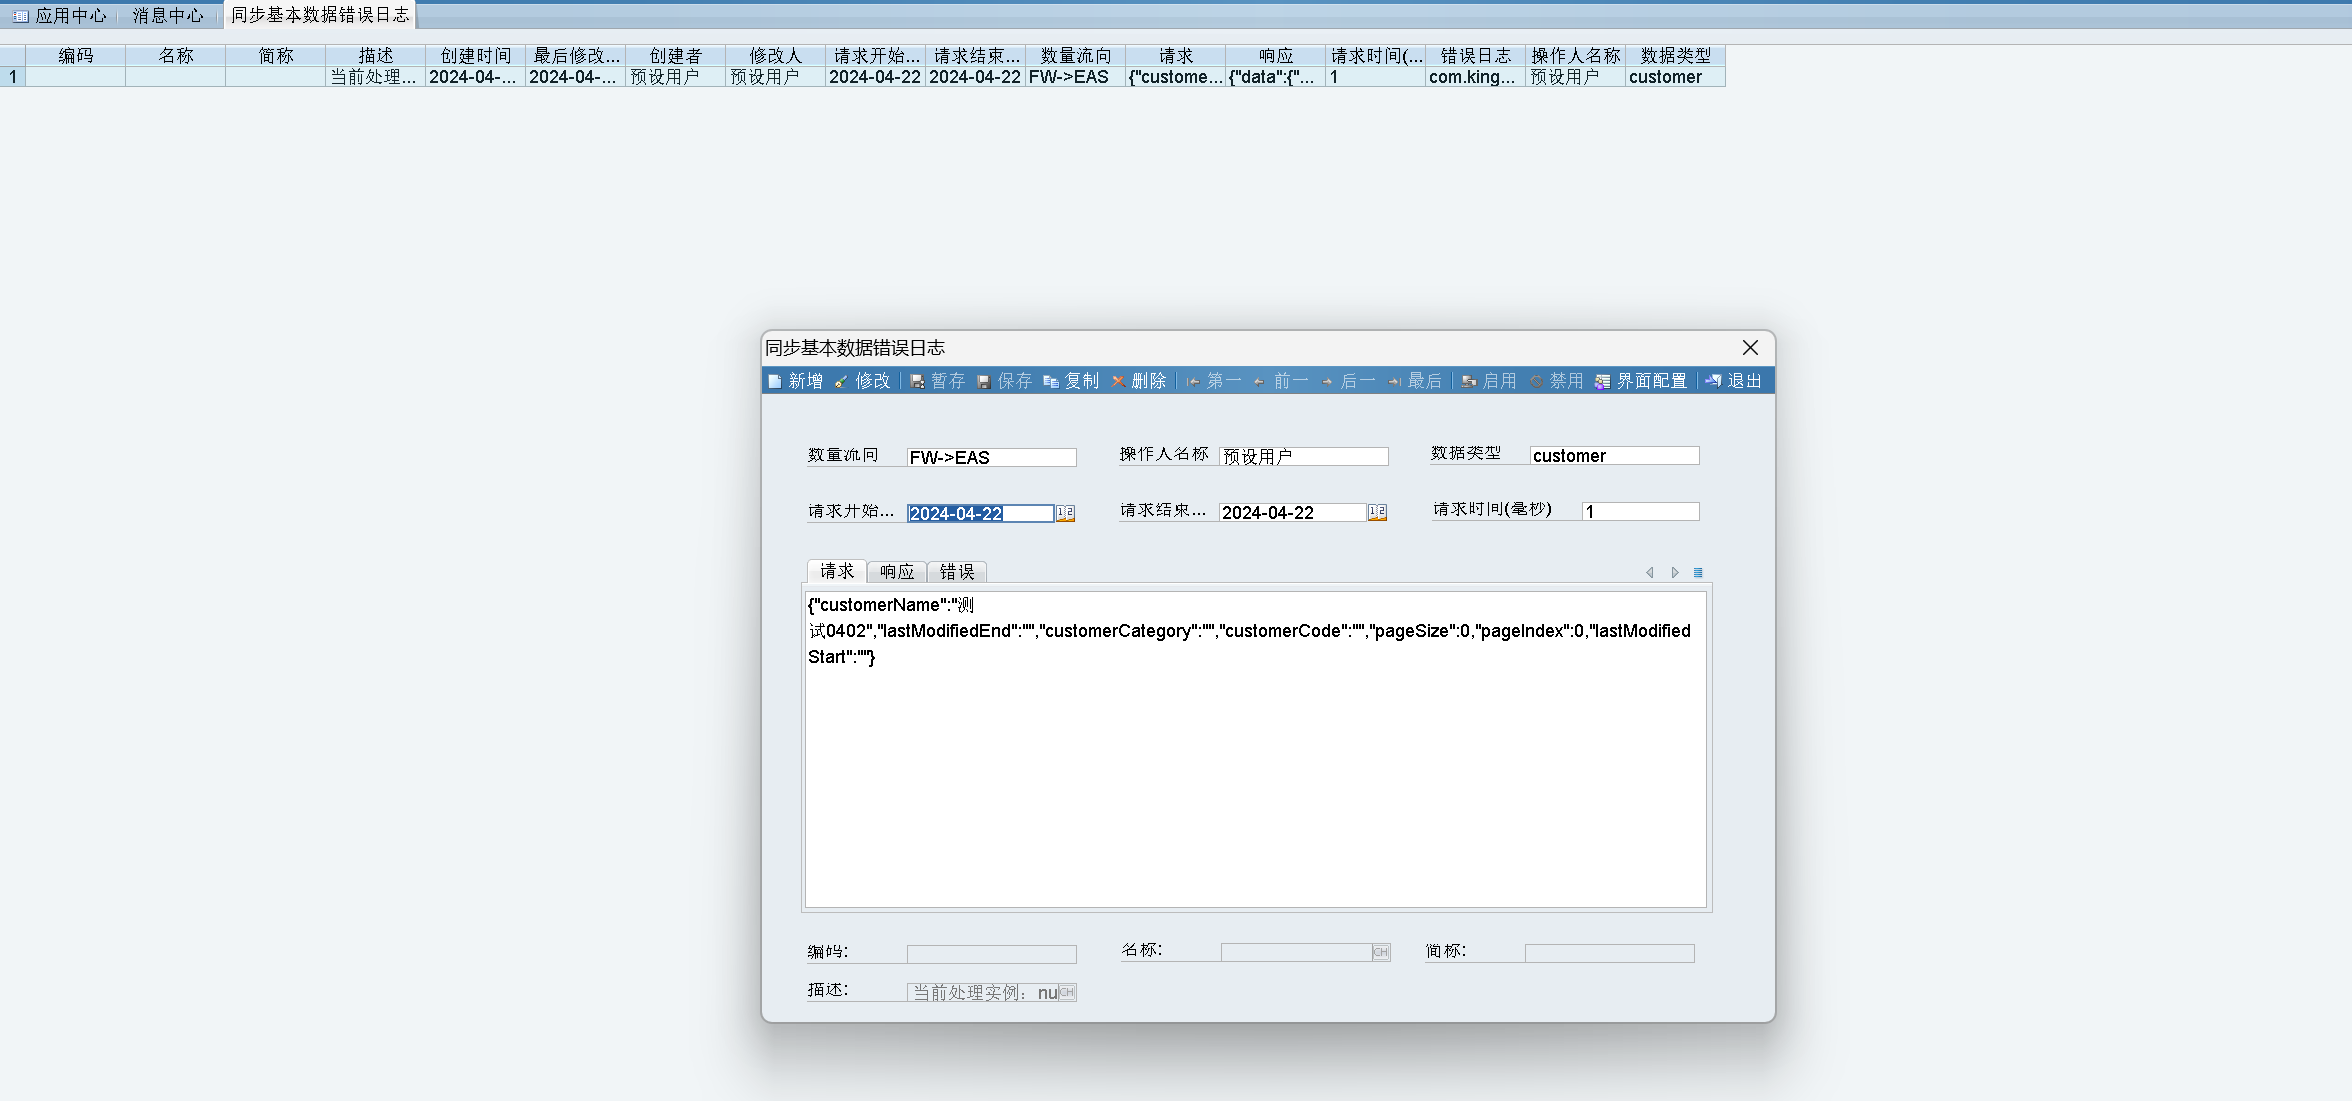 应用中心 消息中心 同步基本数据错误日志
编码 名称 简称 描述 创建时间 最后修改... 创建者 修改人 请求开始... 请求结束... 数量流向 请求 响应 请求时间(... 错误日志 操作人名称 数据类型
1 当前处理... 2024-04-... 2024-04-... 预设用户 预设用户 2024-04-22 2024-04-22 FW->EAS {"custome... {"data":{"... 1 com.king... 预设用户 customer
同步基本数据错误日志
新增 修改 暂存 保存 复制 删除 第一 前一 后一 最后 启用 禁用 界面配置 退出
数量流向 FW->EAS 操作人名称 预设用户 数据类型 customer
请求开始... 2024-04-22 请求结束... 2024-04-22 请求时间(毫秒) 1
请求 响应 错误
{"customerName":"测
试0402","lastModifiedEnd":"","customerCategory":"","customerCode":"","pageSize":0,"pageIndex":0,"lastModified
Start":""}
编码: 名称: CH 简称:
描述: 当前处理实例: nu CH